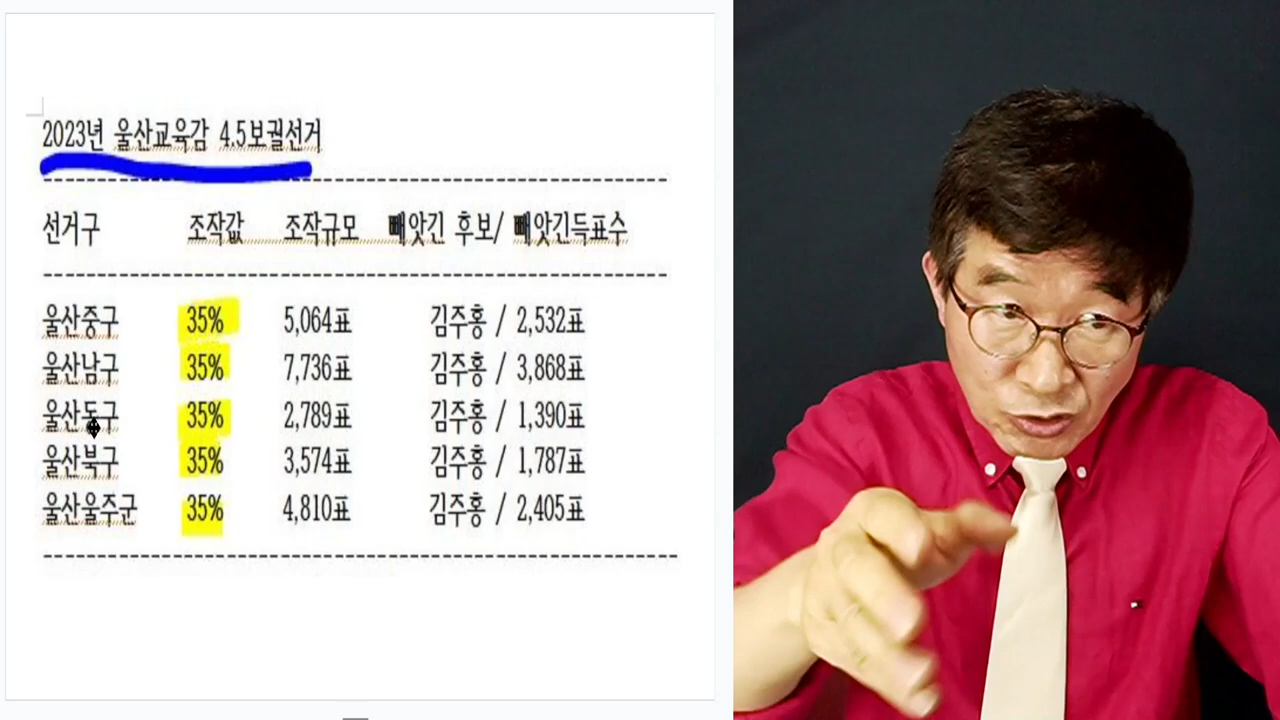 2023년 울산교육감 4.5보궐선거
선거구 조작값 조작규모 빼앗긴 후보/ 빼앗긴득표수
울산중구 35% 5,064표 김주홍 / 2,532표
울산남구 35% 7,736표 김주홍 / 3,868표
울산동구 35% 2,789표 김주홍 / 1,390표
울산북구 35% 3,574표 김주홍 / 1,787표
울산울주군 35% 4,810표 김주홍 / 2,405표